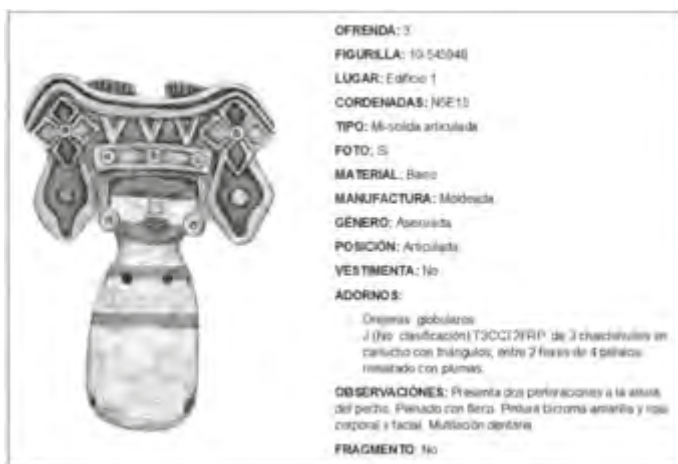 OFRENDA: 3
FIGURILLA: 10-545948
LUGAR: Edificio 1
CORDENADAS: N5E13
TIPO: Mi-solida articulada
FOTO: Si
MATERIAL: Barro
MANUFACTURA: Moldeada
GÉNERO: Asexuada
POSICIÓN: Articulada
VESTIMENTA: No
ADORNOS:
Orejeras globulares
J (No clasificación) de 3 chalchihuites en
cartucho con triángulos, entre 2 flores de 4 pétalos
rematado con plumas.
OBSERVACIÓNES: Presenta dos perforaciones a la altura
del pecho. Peinado con fleco. Pintura bicroma amarilla y roja
corporal y facial. Mutilación dentaria
FRAGMENTO: No